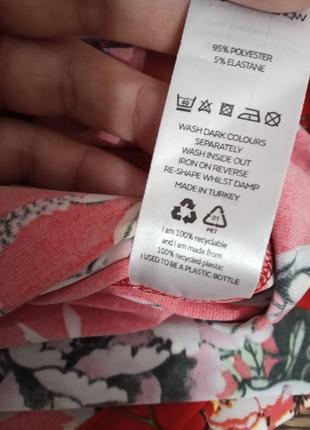 95% POLYESTER
5% ELASTANE
40
WASH DARK COLOURS
SEPARATELY
WASH INSIDE OUT
IRON ON REVERSE
RE-SHAPE WHILST DAMP
MADE IN TURKEY
01
PET
I am 100% recyclable
and I am made from
100% recycled plastic
I USED TO BE A PLASTIC BOTTLE